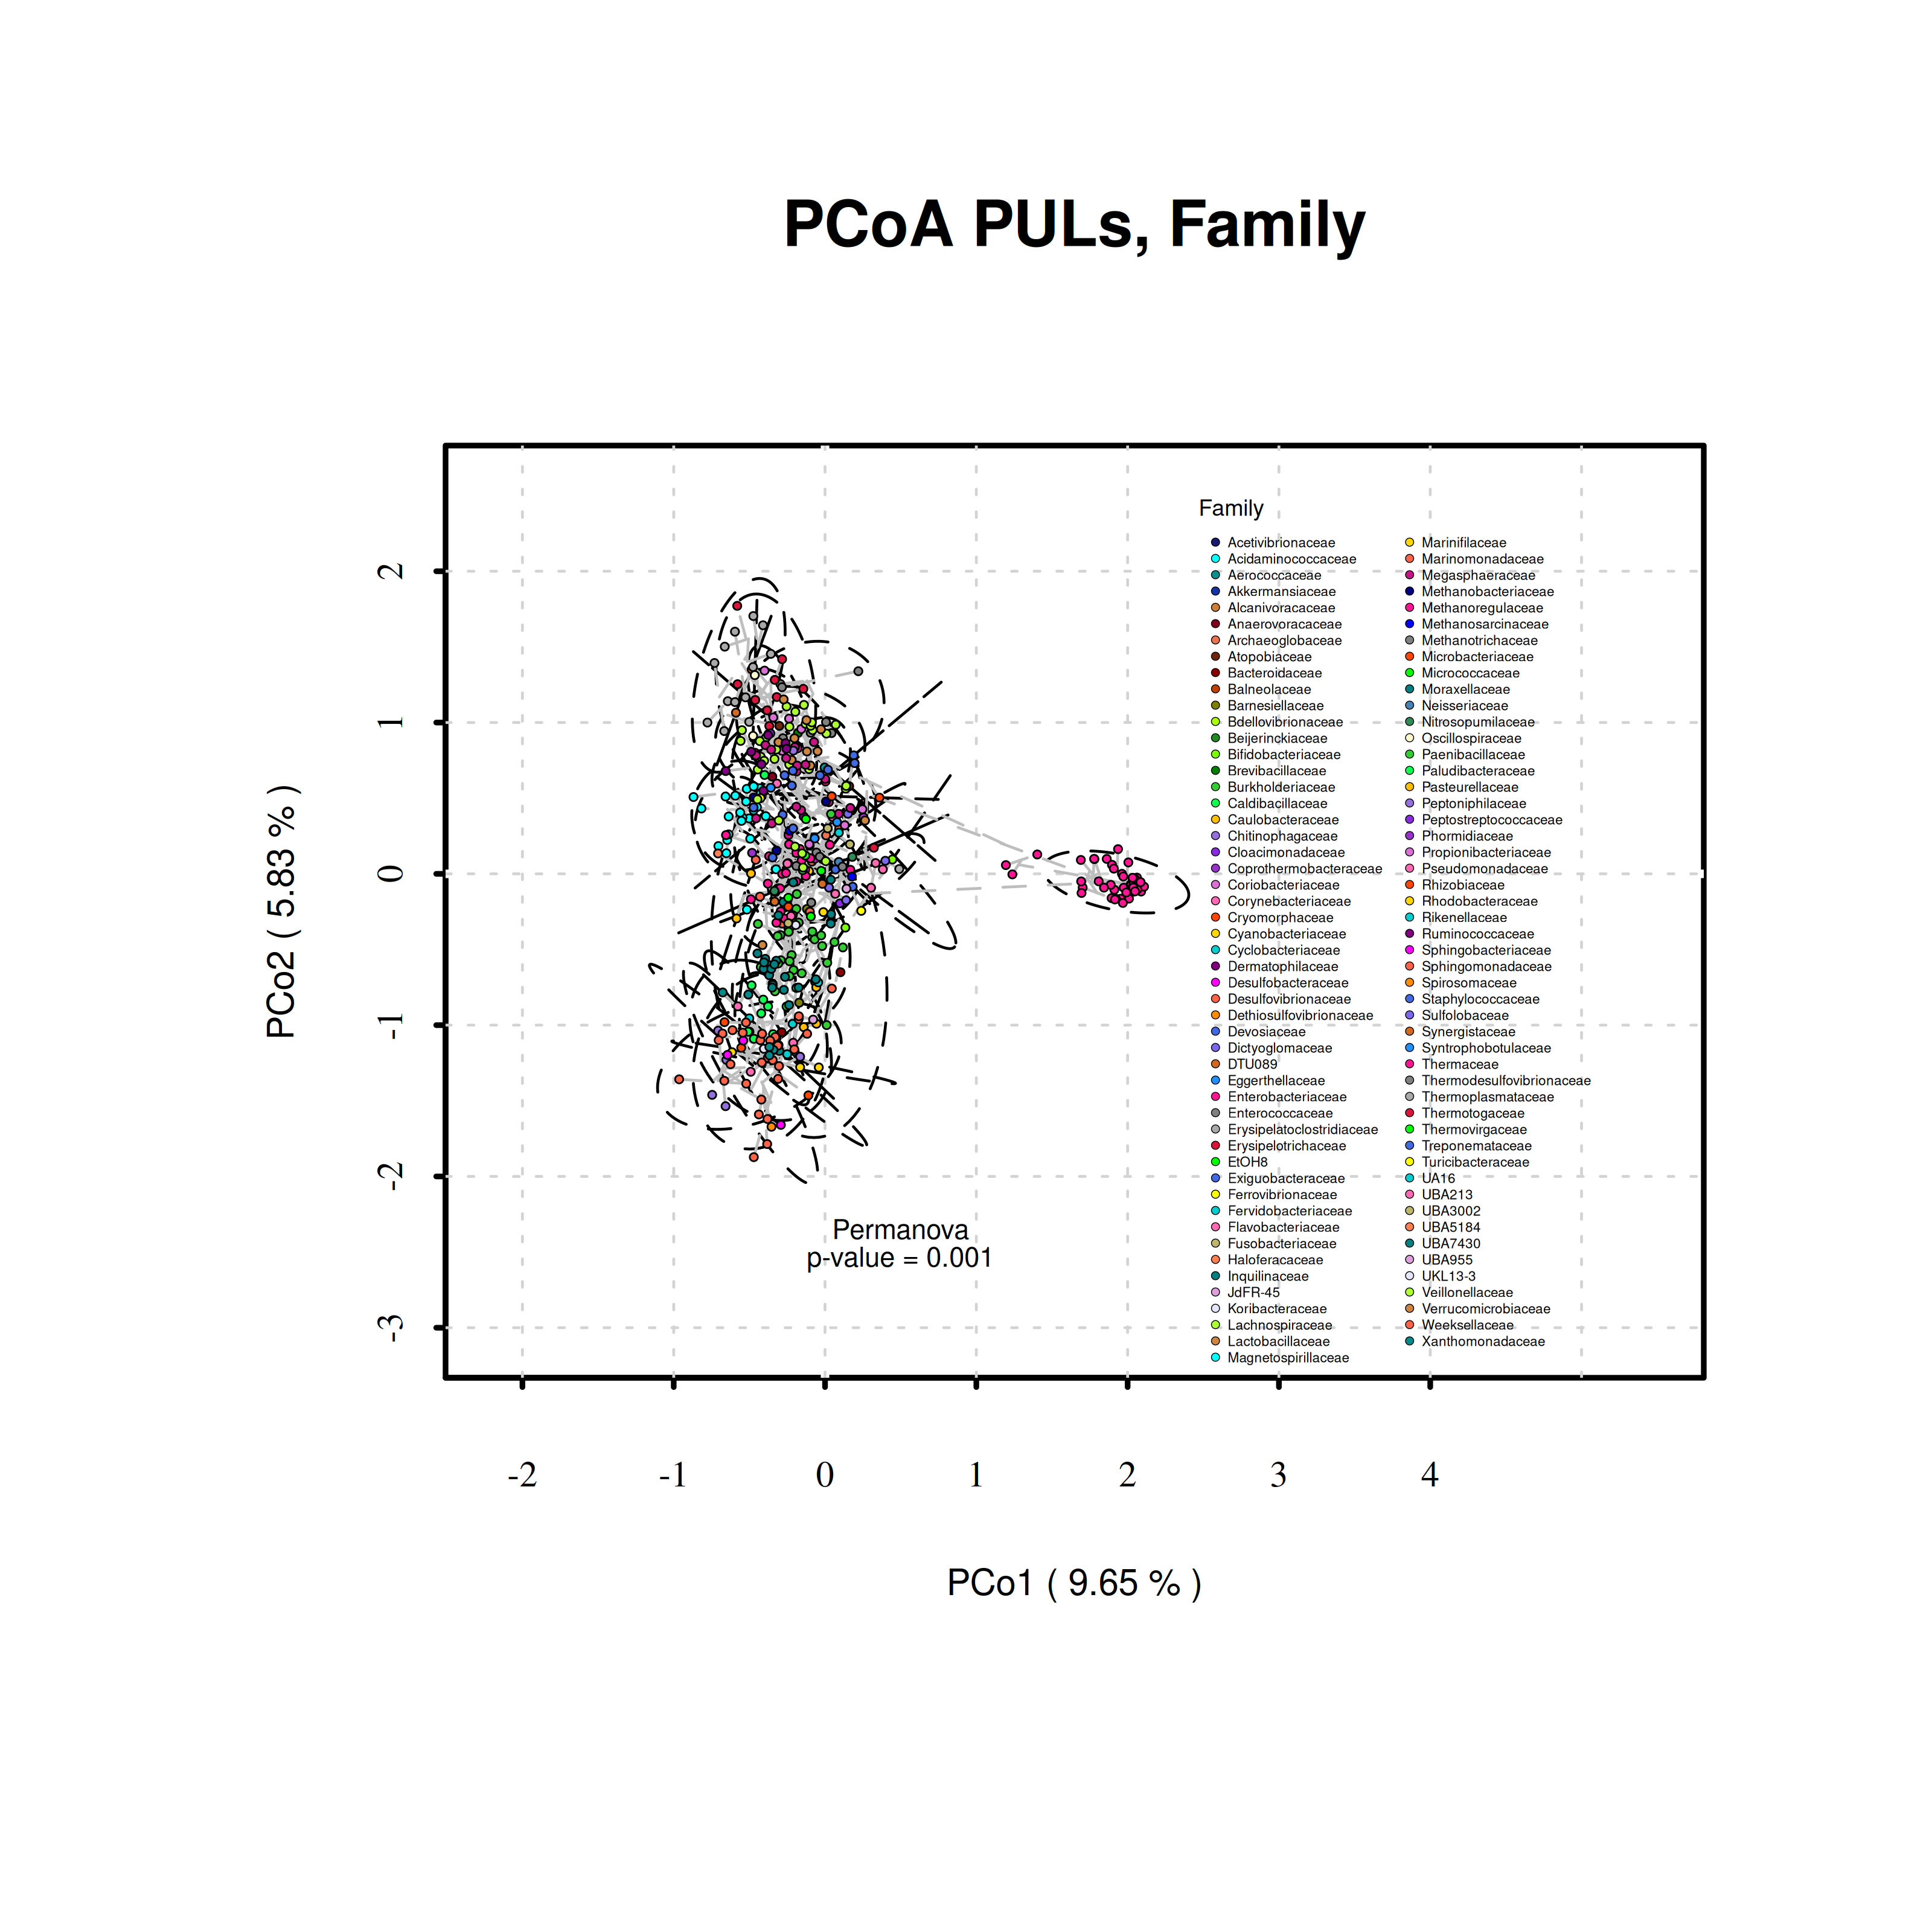 PCoA PULs, Family
Family
Acetivibrionaceae
Acidaminococcaceae
Aerococcaceae
Akkermansiaceae
Alcanivoracaceae
Anaerovoracaceae
Archaeoglobaceae
Atopobiaceae
Bacteroidaceae
Balneolaceae
Barnesiellaceae
Bdellovibrionaceae
Beijerinckiaceae
Bifidobacteriaceae
Brevibacillaceae
Burkholderiaceae
Caldibacillaceae
Caulobacteraceae
Chitinophagaceae
Cloacimonadaceae
Coprothermobacteraceae
Coriobacteriaceae
Corynebacteriaceae
Cryomorphaceae
Cyanobacteriaceae
Cyclobacteriaceae
Dermatophilaceae
Desulfobacteraceae
Desulfovibrionaceae
Dethiosulfovibrionaceae
Devosiaceae
Dictyoglomaceae
DTU089
Eggerthellaceae
Enterobacteriaceae
Enterococcaceae
Erysipelatoclostridiaceae
Erysipelotrichaceae
EtOH8
Exiguobacteraceae
Ferrovibrionaceae
Fervidobacteriaceae
Flavobacteriaceae
Fusobacteriaceae
Haloferacaceae
Inquilinaceae
JdFR-45
Koribacteraceae
Lachnospiraceae
Lactobacillaceae
Magnetospirillaceae
Marinifilaceae
Marinomonadaceae
Megasphaeraceae
Methanobacteriaceae
Methanoregulaceae
Methanosarcinaceae
Methanotrichaceae
Microbacteriaceae
Micrococcaceae
Moraxellaceae
Neisseriaceae
Nitrosopumilaceae
Oscillospiraceae
Paenibacillaceae
Paludibacteraceae
Pasteurellaceae
Peptoniphilaceae
Peptostreptococcaceae
Phormidiaceae
Propionibacteriaceae
Pseudomonadaceae
Rhizobiaceae
Rhodobacteraceae
Rikenellaceae
Ruminococcaceae
Sphingobacteriaceae
Sphingomonadaceae
Spirosomaceae
Staphylococcaceae
Sulfolobaceae
Synergistaceae
Syntrophobotulaceae
Thermaceae
Thermodesulfovibrionaceae
Thermoplasmataceae
Thermotogaceae
Thermovirgaceae
Treponemataceae
Turicibacteraceae
UA16
UBA213
UBA3002
UBA5184
UBA7430
UBA955
UKL13-3
Veillonellaceae
Verrucomicrobiaceae
Weeksellaceae
Xanthomonadaceae
Permanova
p-value = 0.001
2
1
0
-1
-2
-3
PCo2 ( 5.83 % )
-2 -1 0 1 2 3 4
PCo1 ( 9.65 % )